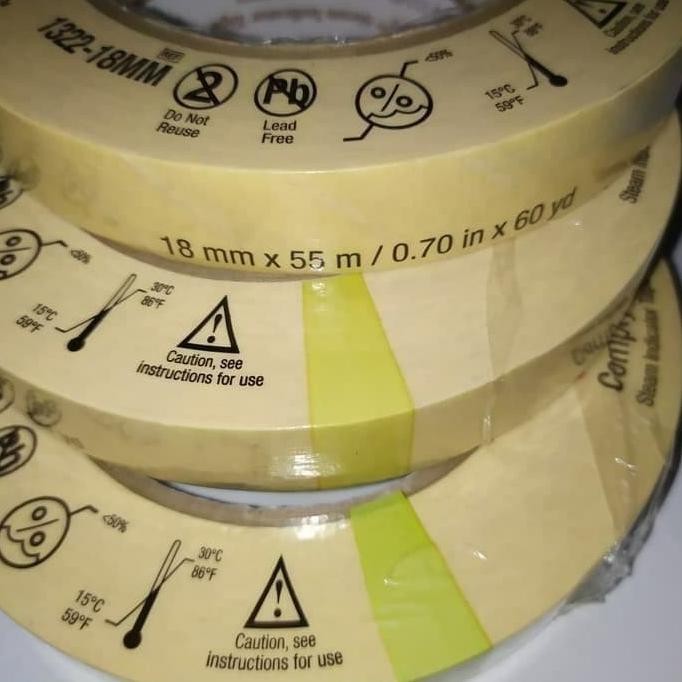 1322-18MM
REF
2
Do Not
Reuse
Pb
Lead
Free
%
<50%
15°C
59°F
Caution, see
instructions for use
18 mm x 55 m / 0.70 in x 60 yd
Steam
%
<50%
15°C
59°F
30°C
86°F
!
Caution, see
instructions for use
Comply
Steam Indicator
Pb
%
<50%
15°C
59°F
30°C
86°F
!
Caution, see
instructions for use